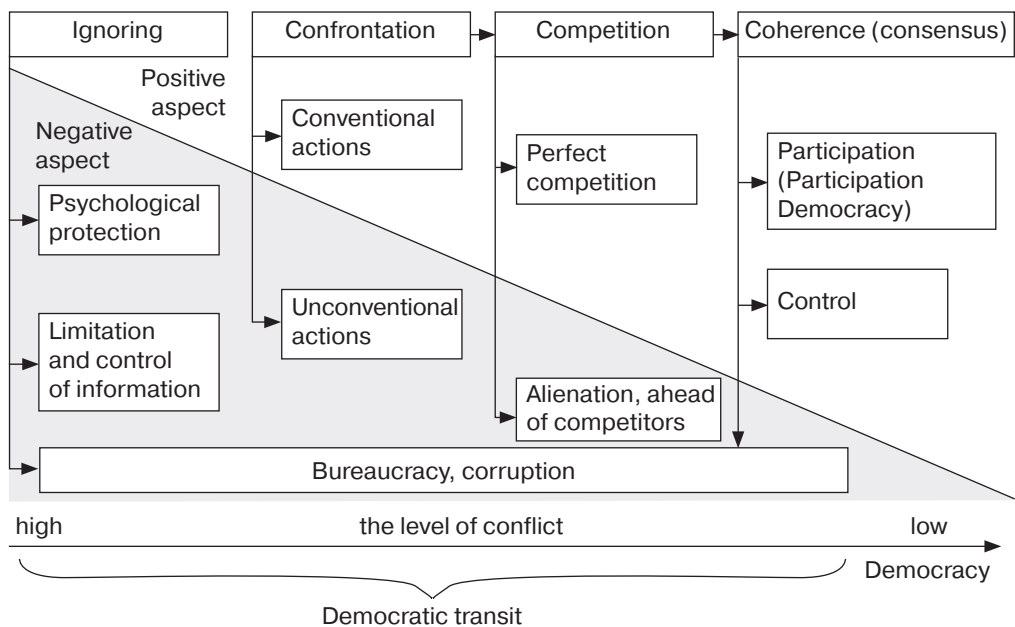 Ignoring
Confrontation
Competition
Coherence (consensus)
Positive
aspect
Negative
aspect
Psychological
protection
Limitation
and control
of information
Conventional
actions
Unconventional
actions
Perfect
competition
Alienation, ahead
of competitors
Participation
(Participation
Democracy)
Control
Bureaucracy, corruption
high
the level of conflict
low
Democracy
Democratic transit